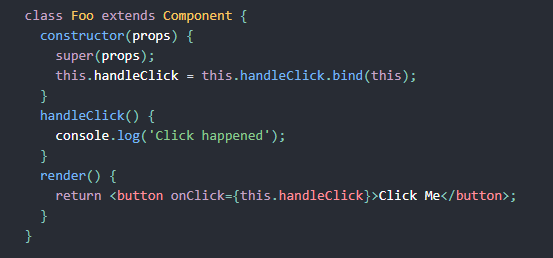 class Foo extends Component {
  constructor(props) {
    super(props);
    this.handleClick = this.handleClick.bind(this);
  }
  handleClick() {
    console.log('Click happened');
  }
  render() {
    return <button onClick={this.handleClick}>Click Me</button>;
  }
}